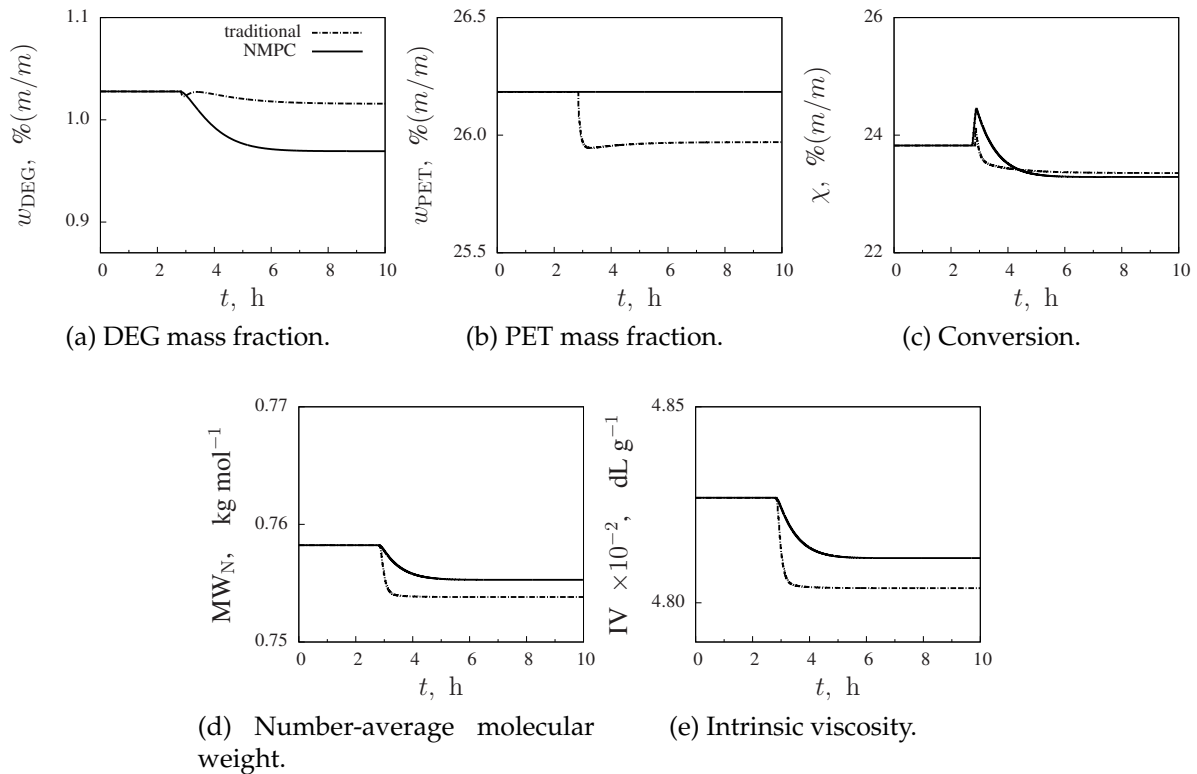 1.1
1.0
0.9
w_DEG, %(m/m)
traditional
NMPC
0 2 4 6 8 10
t, h
(a) DEG mass fraction.
26.5
26.0
25.5
w_PET, %(m/m)
0 2 4 6 8 10
t, h
(b) PET mass fraction.
26
24
22
χ, %(m/m)
0 2 4 6 8 10
t, h
(c) Conversion.
0.77
0.76
0.75
MW_N, kg mol⁻¹
0 2 4 6 8 10
t, h
(d) Number-average molecular
weight.
4.85
4.80
IV ×10⁻², dL g⁻¹
0 2 4 6 8 10
t, h
(e) Intrinsic viscosity.